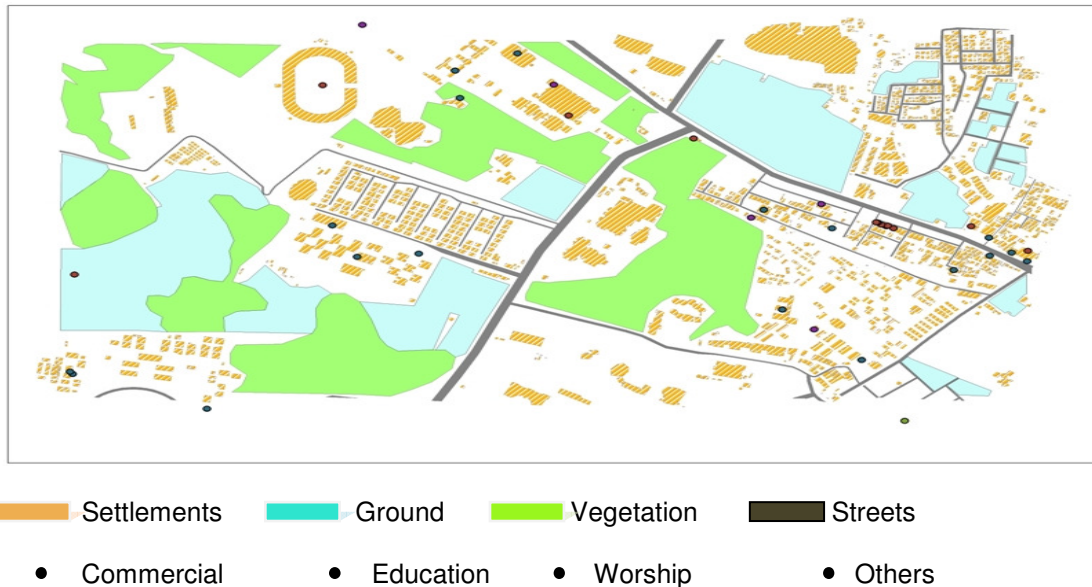 Settlements Ground Vegetation Streets
• Commercial • Education • Worship • Others